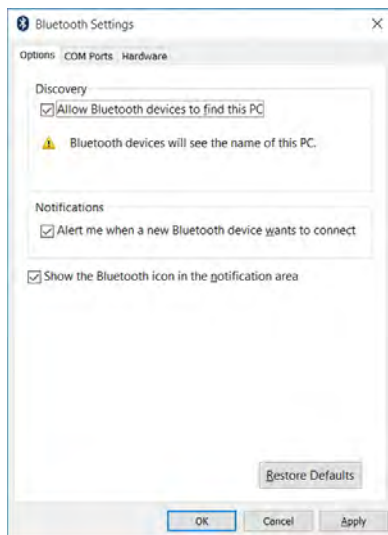 Bluetooth Settings
Options COM Ports Hardware
Discovery
Allow Bluetooth devices to find this PC
Bluetooth devices will see the name of this PC.
Notifications
Alert me when a new Bluetooth device wants to connect
Show the Bluetooth icon in the notification area
Restore Defaults
OK Cancel Apply